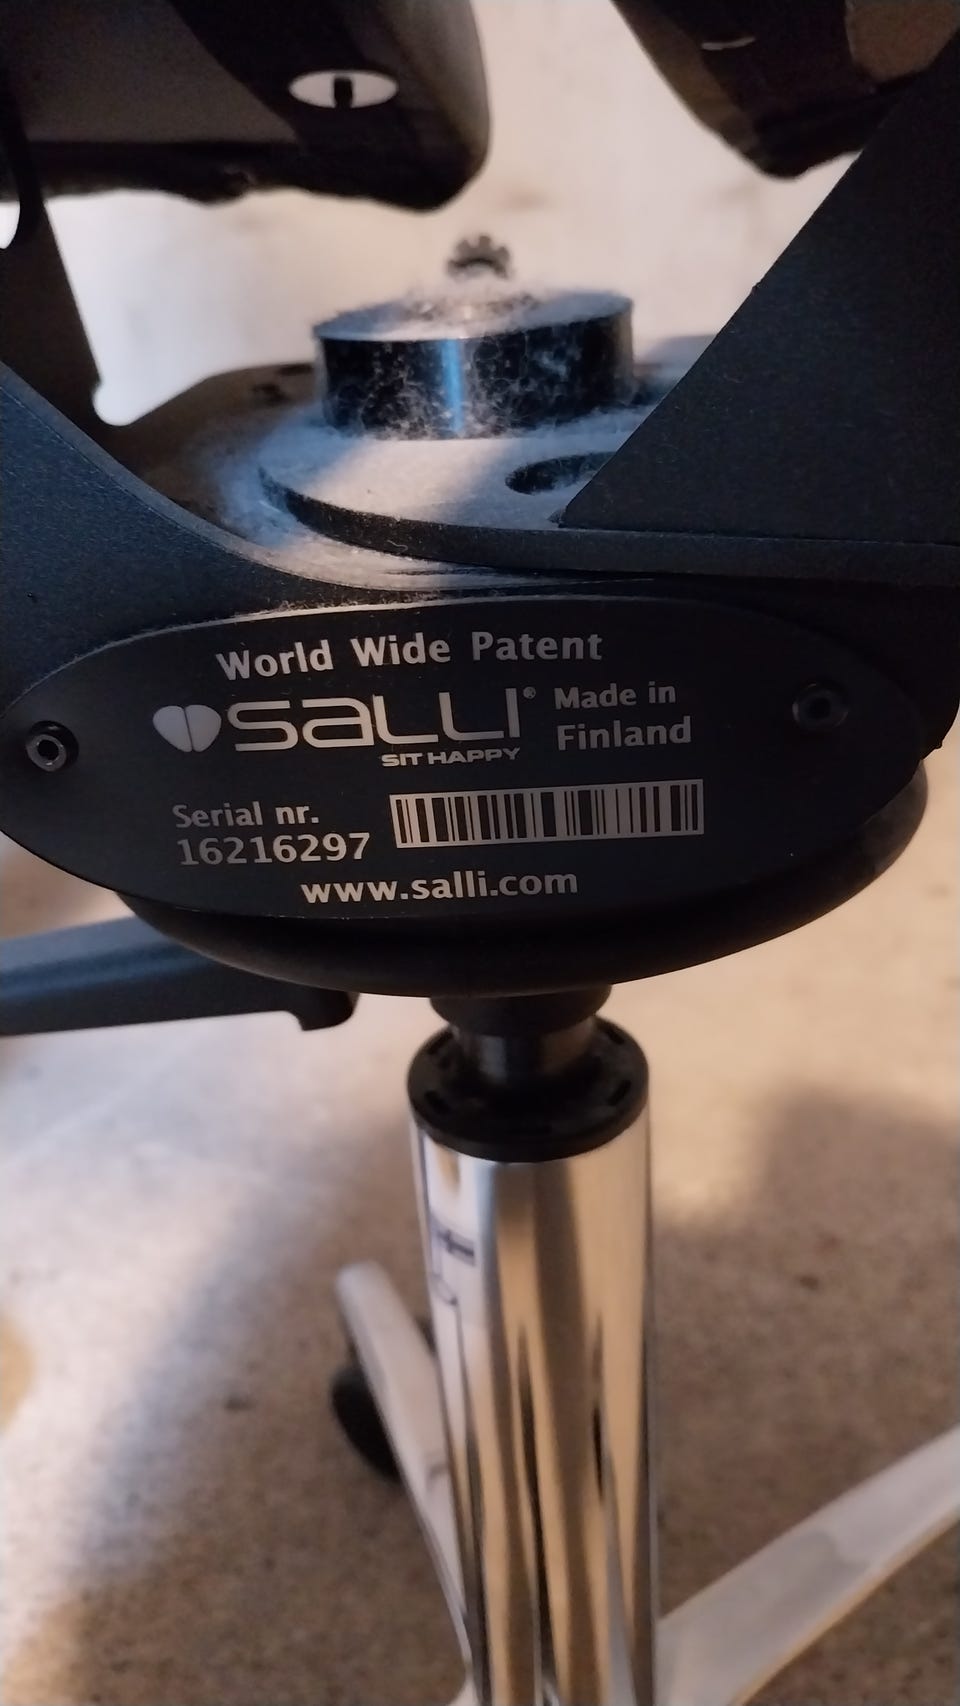 World Wide Patent
SALLI® Made in
SIT HAPPY Finland
Serial nr.
16216297
www.salli.com